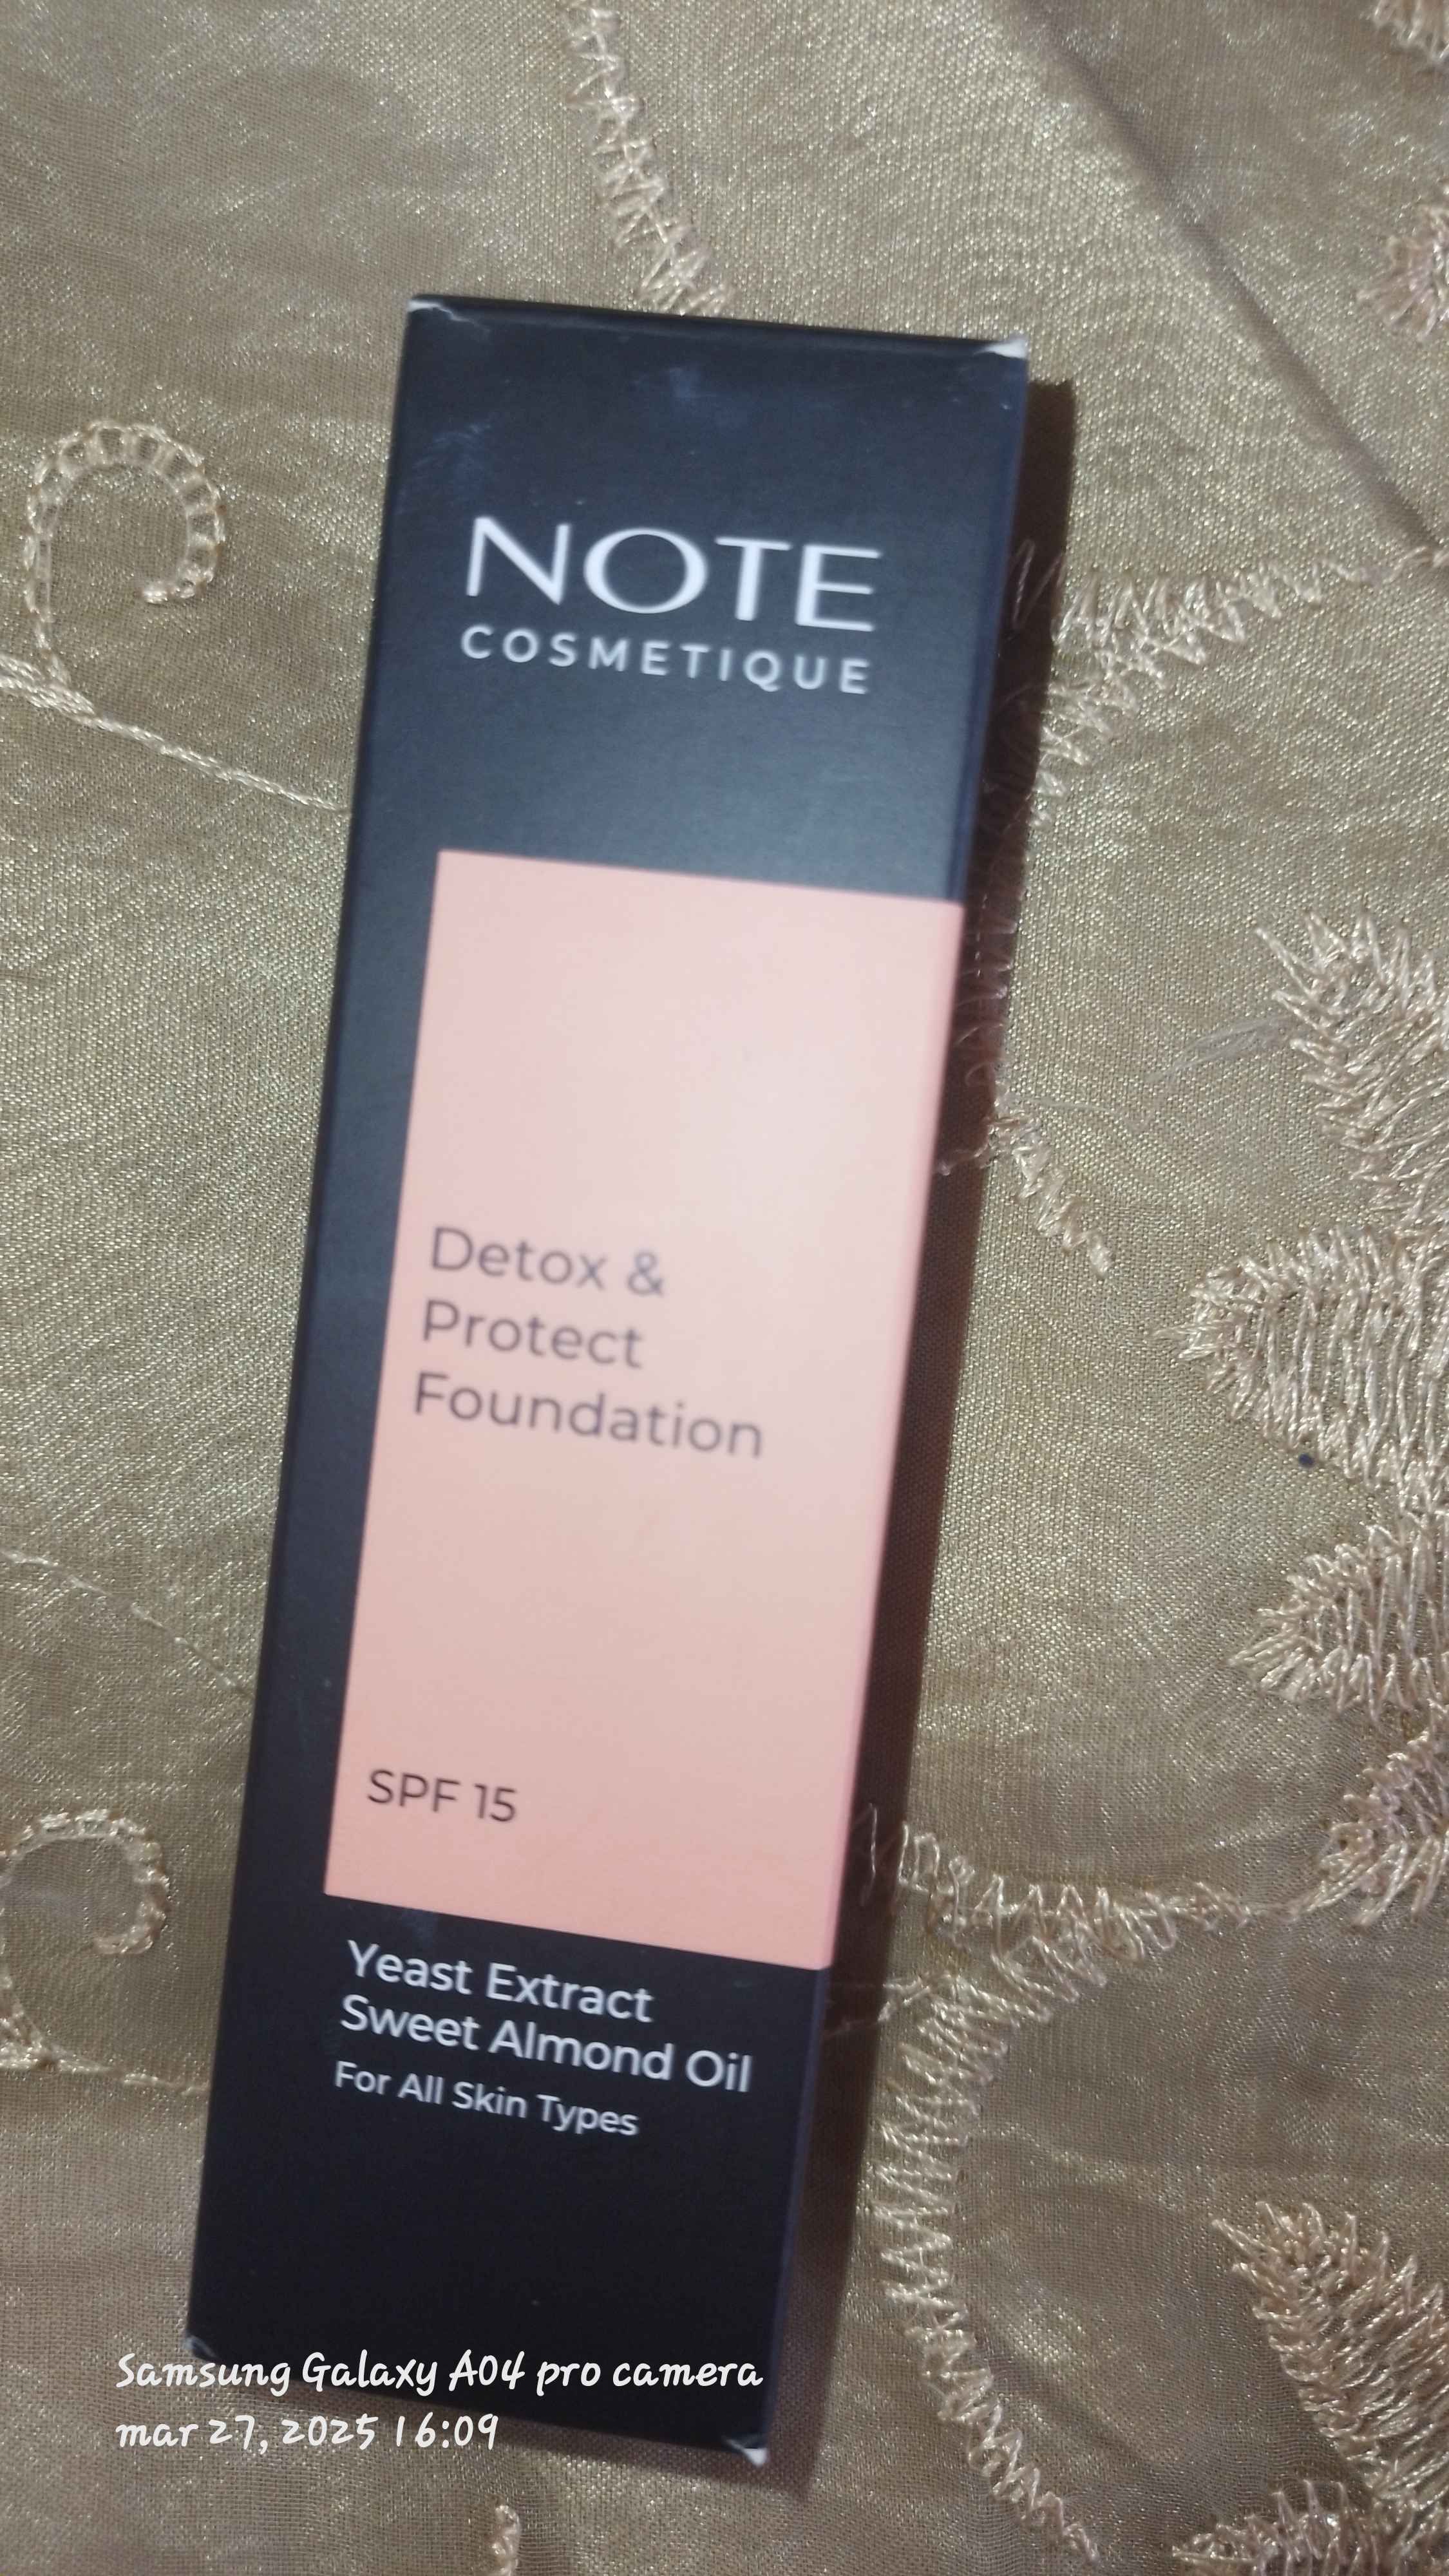 NOTE
COSMETIQUE
Detox &
Protect
Foundation
SPF 15
Yeast Extract
Sweet Almond Oil
For All Skin Types
Samsung Galaxy A04 pro camera
mar 27, 2025 16:09